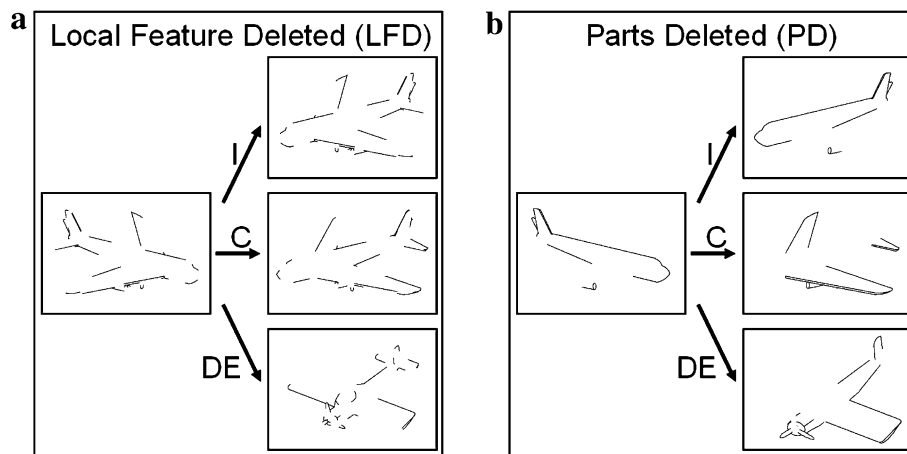 a
Local Feature Deleted (LFD)
I
C
DE
b
Parts Deleted (PD)
I
C
DE